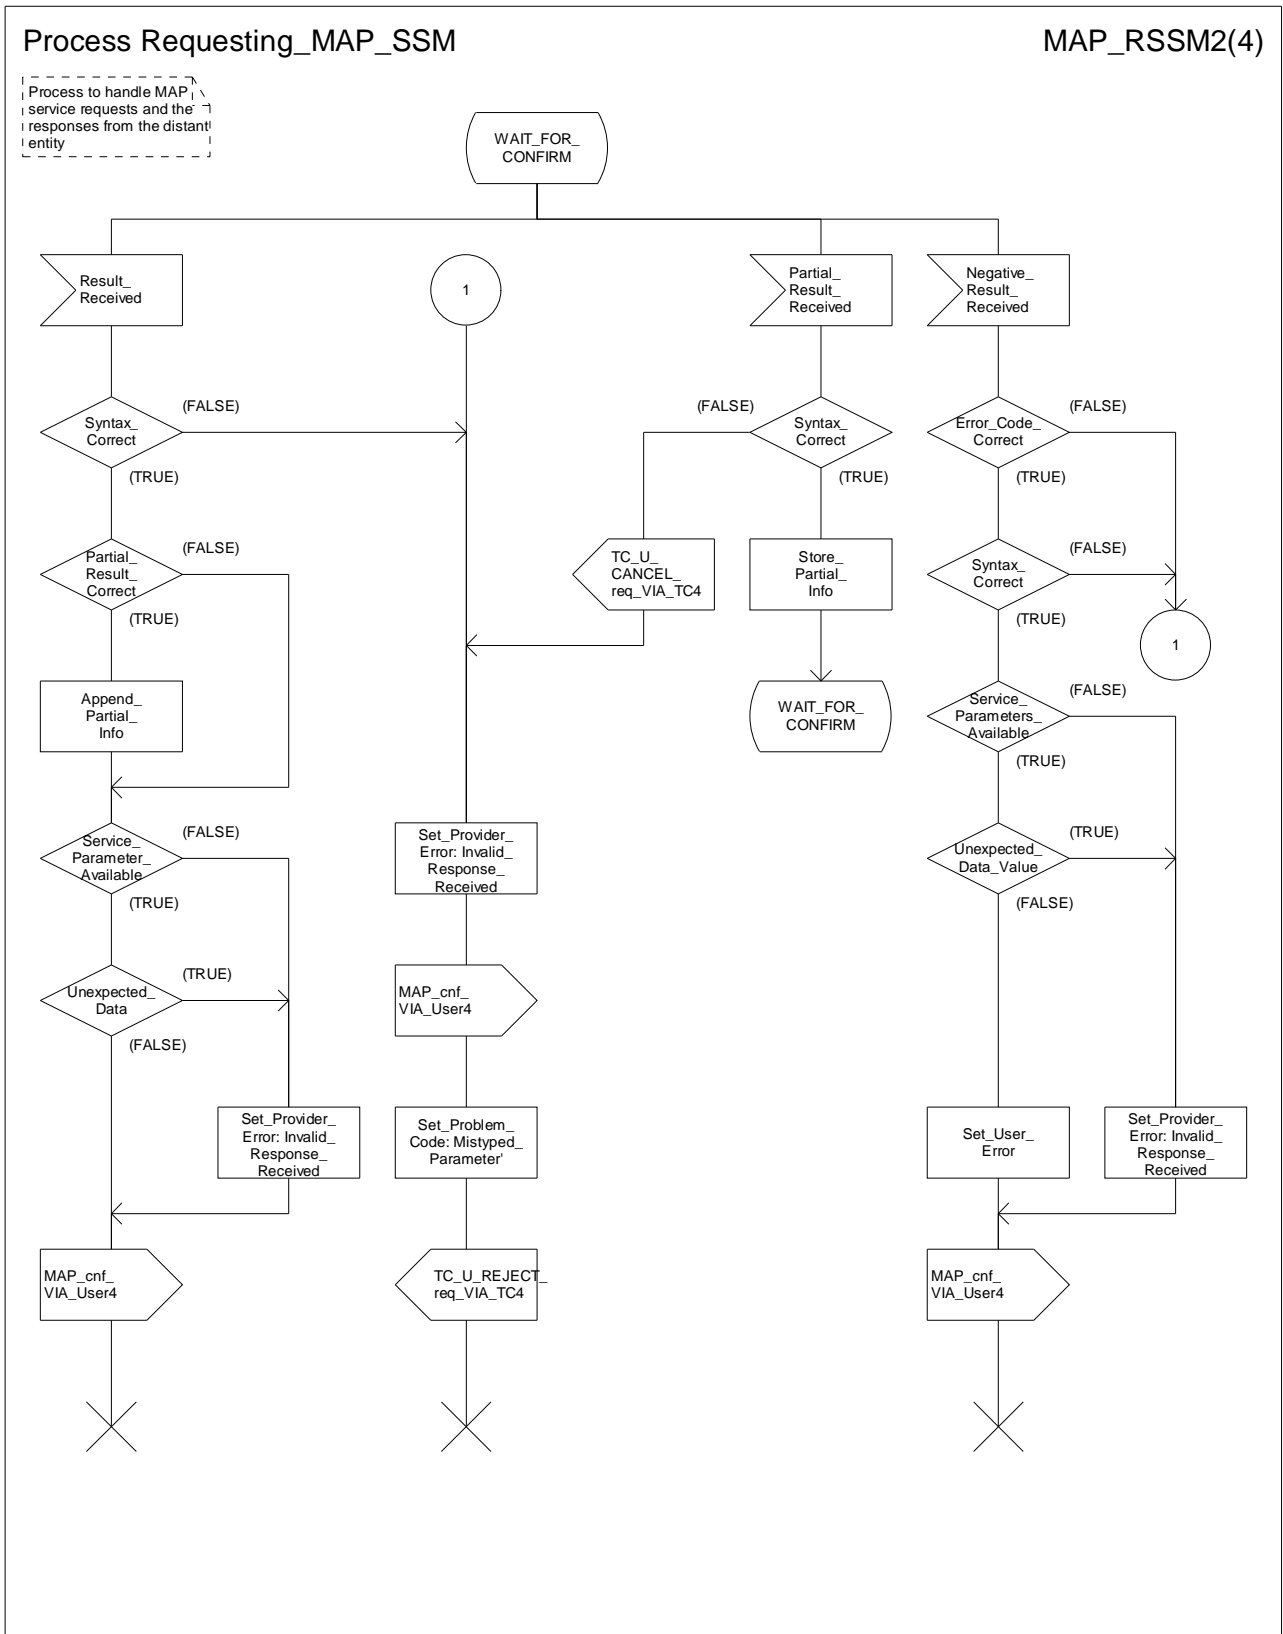 Process Requesting_MAP_SSM
MAP_RSSM2(4)
Process to handle MAP
service requests and the
responses from the distant
entity
WAIT_FOR_
CONFIRM
Result_
Received
1
Partial_
Result_
Received
Negative_
Result_
Received
Syntax_
Correct
(FALSE)
(TRUE)
(FALSE)
Syntax_
Correct
(TRUE)
Error_Code_
Correct
(FALSE)
(TRUE)
Partial_
Result_
Correct
(FALSE)
(TRUE)
TC_U_
CANCEL_
req_VIA_TC4
Store_
Partial_
Info
Syntax_
Correct
(FALSE)
(TRUE)
1
Append_
Partial_
Info
WAIT_FOR_
CONFIRM
Service_
Parameters_
Available
(FALSE)
(TRUE)
Service_
Parameter_
Available
(FALSE)
(TRUE)
Set_Provider_
Error: Invalid_
Response_
Received
Unexpected_
Data_Value
(TRUE)
(FALSE)
Unexpected_
Data
(TRUE)
(FALSE)
MAP_cnf_
VIA_User4
Set_Provider_
Error: Invalid_
Response_
Received
Set_Problem_
Code: Mistyped_
Parameter'
Set_User_
Error
Set_Provider_
Error: Invalid_
Response_
Received
MAP_cnf_
VIA_User4
TC_U_REJECT_
req_VIA_TC4
MAP_cnf_
VIA_User4